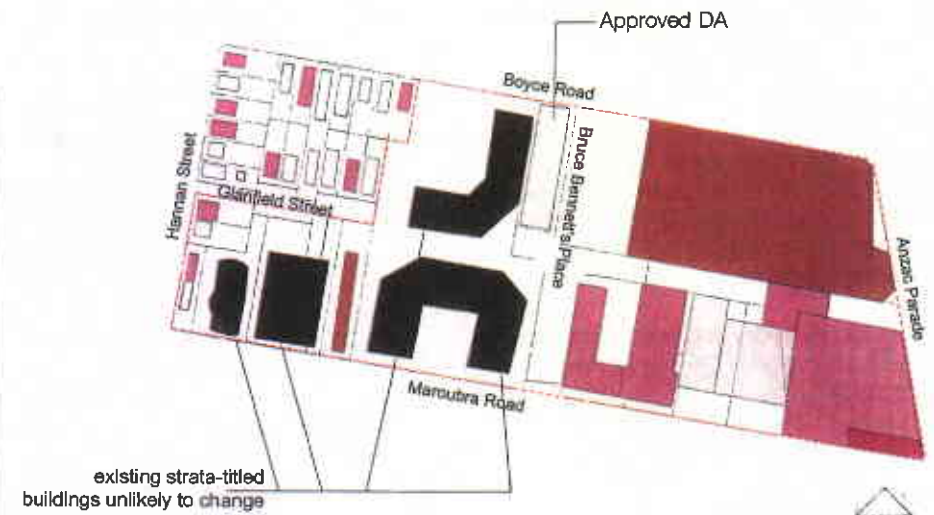 Approved DA
Boyce Road
Bruce Bennett's Place
Hannan Street
Glanfield Street
Anzac Parade
Maroubra Road
existing strata-titled
buildings unlikely to change